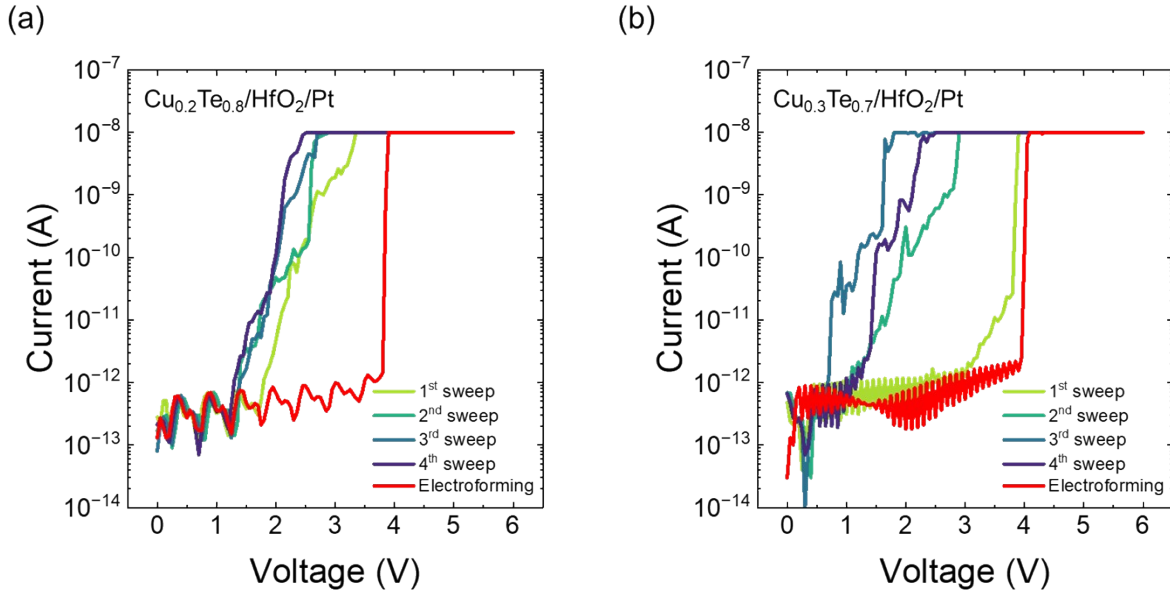 (a)
10⁻⁷
10⁻⁸
10⁻⁹
10⁻¹⁰
10⁻¹¹
10⁻¹²
10⁻¹³
10⁻¹⁴
Current (A)
Cu₀.₂Te₀.₈/HfO₂/Pt
1ˢᵗ sweep
2ⁿᵈ sweep
3ʳᵈ sweep
4ᵗʰ sweep
Electroforming
0 1 2 3 4 5 6
Voltage (V)
(b)
10⁻⁷
10⁻⁸
10⁻⁹
10⁻¹⁰
10⁻¹¹
10⁻¹²
10⁻¹³
10⁻¹⁴
Current (A)
Cu₀.₃Te₀.₇/HfO₂/Pt
1ˢᵗ sweep
2ⁿᵈ sweep
3ʳᵈ sweep
4ᵗʰ sweep
Electroforming
0 1 2 3 4 5 6
Voltage (V)